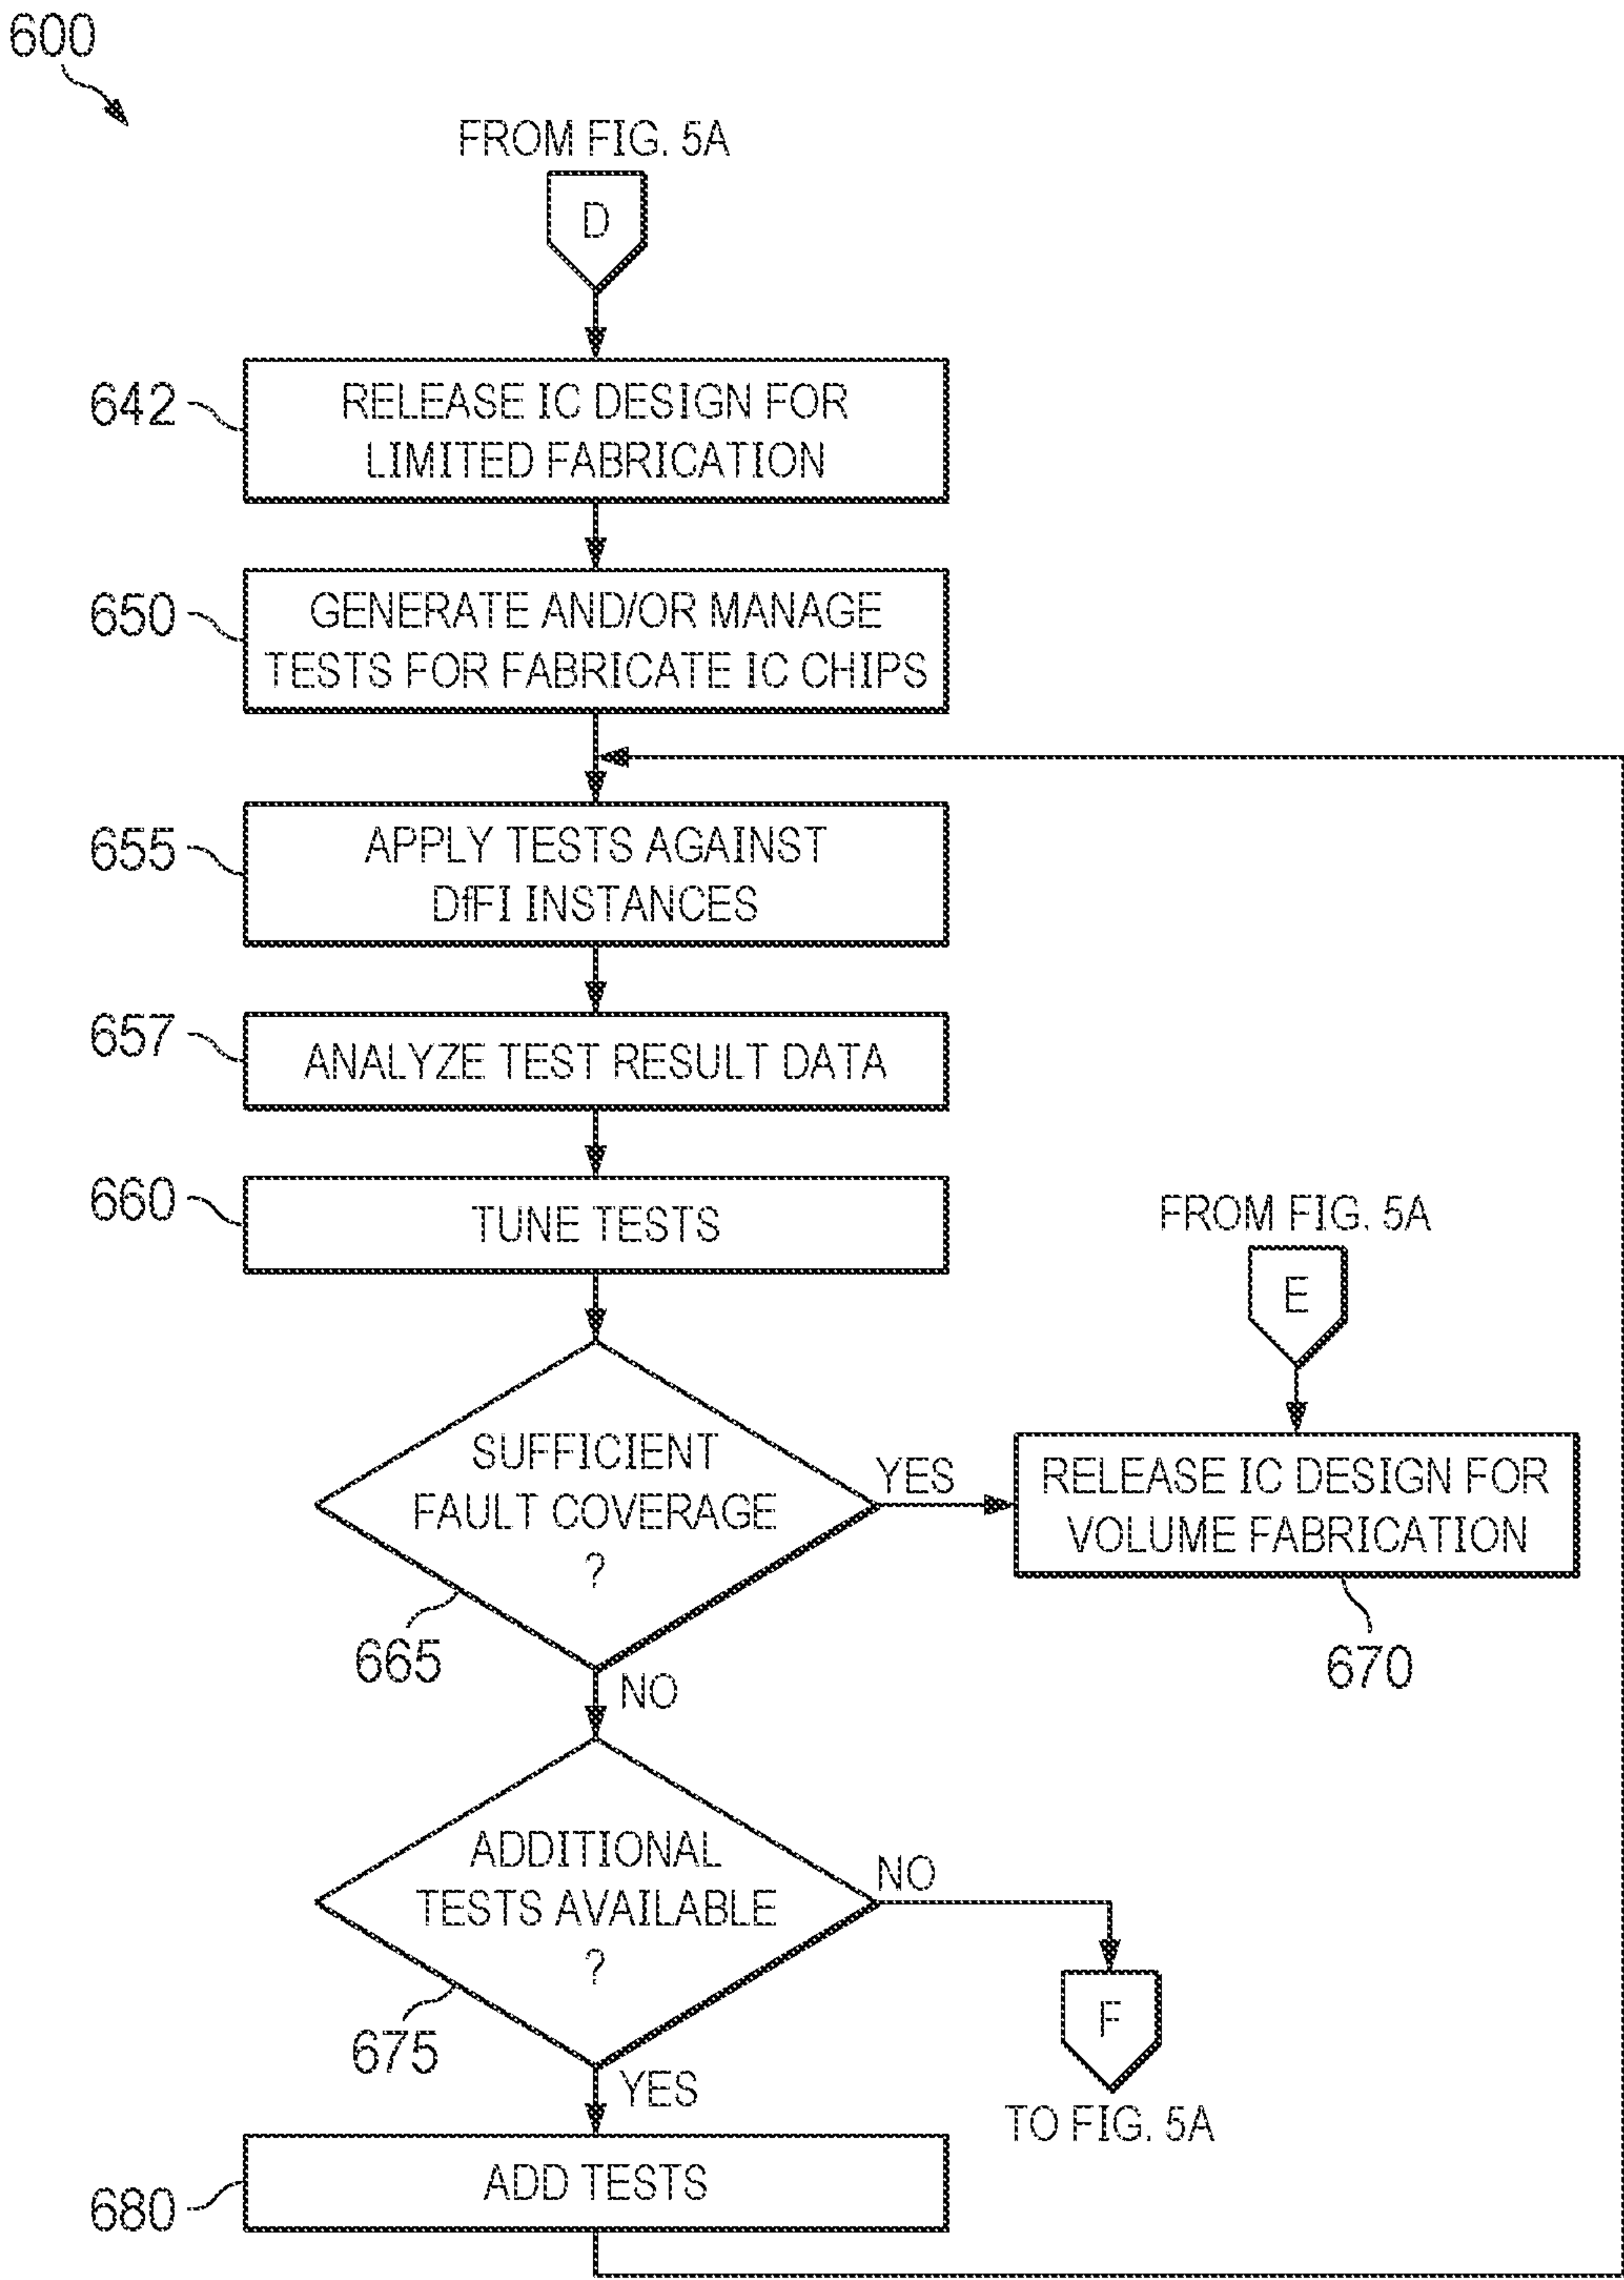 600
FROM FIG. 5A
D
642
RELEASE IC DESIGN FOR
LIMITED FABRICATION
650
GENERATE AND/OR MANAGE
TESTS FOR FABRICATE IC CHIPS
655
APPLY TESTS AGAINST
DfFI INSTANCES
657
ANALYZE TEST RESULT DATA
660
TUNE TESTS
FROM FIG. 5A
E
SUFFICIENT
FAULT COVERAGE
?
665
YES
RELEASE IC DESIGN FOR
VOLUME FABRICATION
670
NO
ADDITIONAL
TESTS AVAILABLE
?
675
NO
F
TO FIG. 5A
YES
680
ADD TESTS